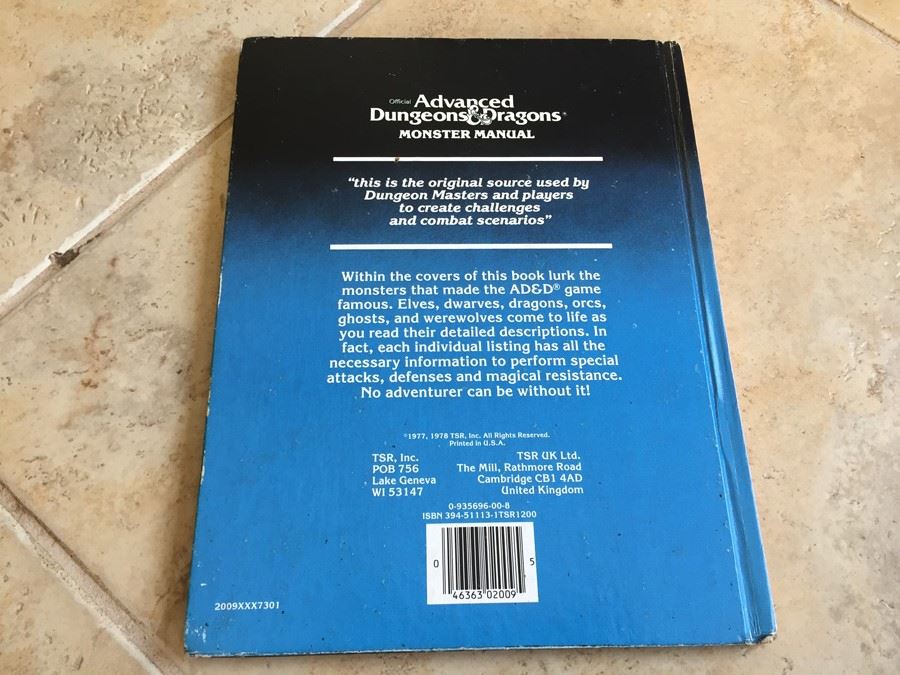 Official Advanced
Dungeons & Dragons®
MONSTER MANUAL
"this is the original source used by
Dungeon Masters and players
to create challenges
and combat scenarios"
Within the covers of this book lurk the
monsters that made the AD&D® game
famous. Elves, dwarves, dragons, orcs,
ghosts, and werewolves come to life as
you read their detailed descriptions. In
fact, each individual listing has all the
necessary information to perform special
attacks, defenses and magical resistance.
No adventurer can be without it!
©1977, 1978 TSR, Inc. All Rights Reserved.
Printed in U.S.A.
TSR, Inc.
POB 756
Lake Geneva
WI 53147
TSR UK Ltd.
The Mill, Rathmore Road
Cambridge CB1 4AD
United Kingdom
0-935696-00-8
ISBN 394-51113-1TSR1200
0 46363 02009 5
2009XXX7301